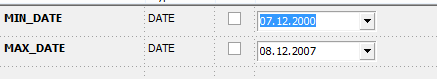 MIN_DATE DATE 07.12.2000
MAX_DATE DATE 08.12.2007